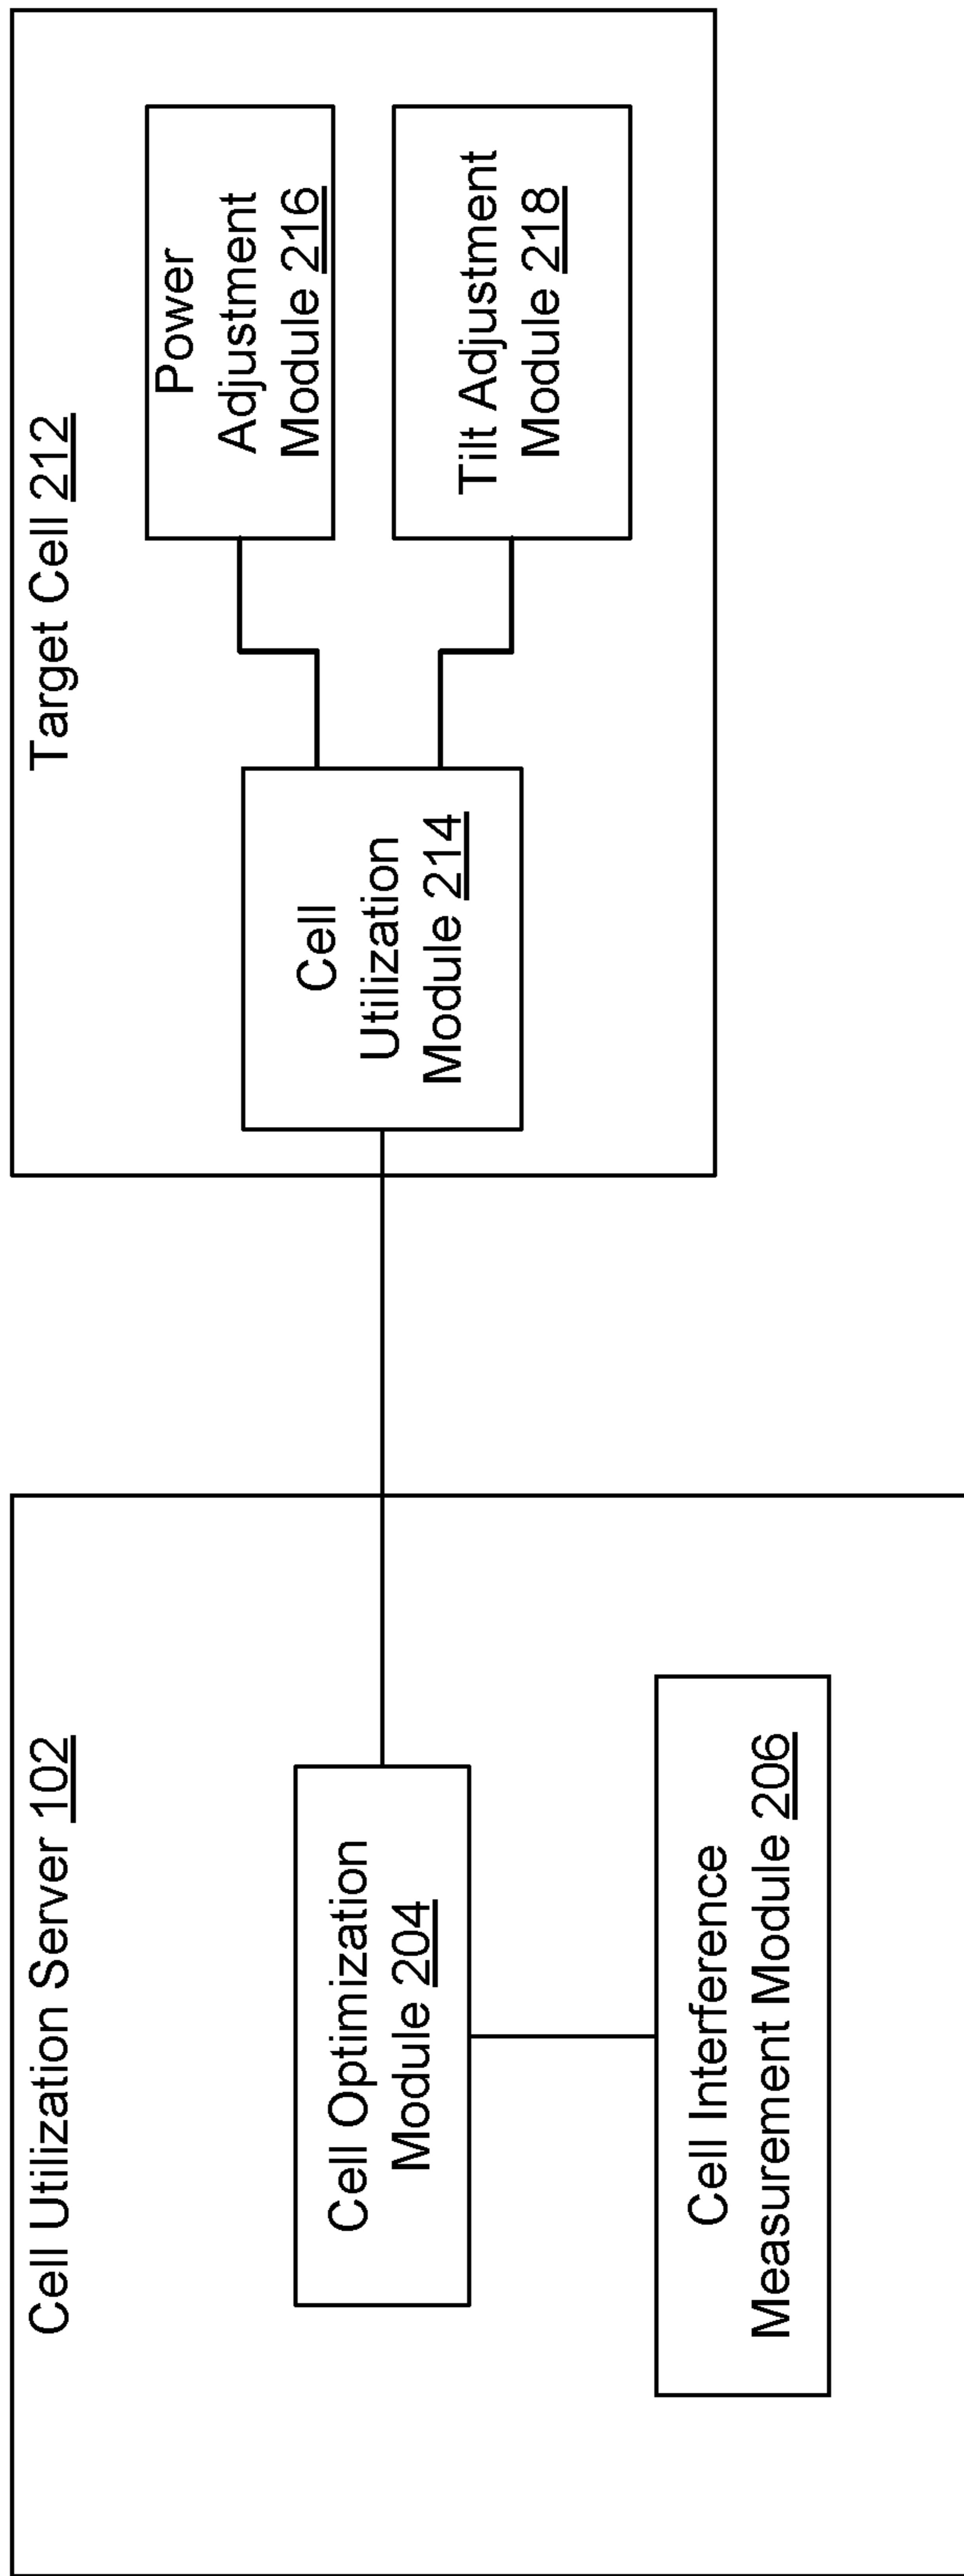 Cell Utilization Server 102
Cell Optimization
Module 204
Cell Interference
Measurement Module 206
Target Cell 212
Cell
Utilization
Module 214
Power
Adjustment
Module 216
Tilt Adjustment
Module 218